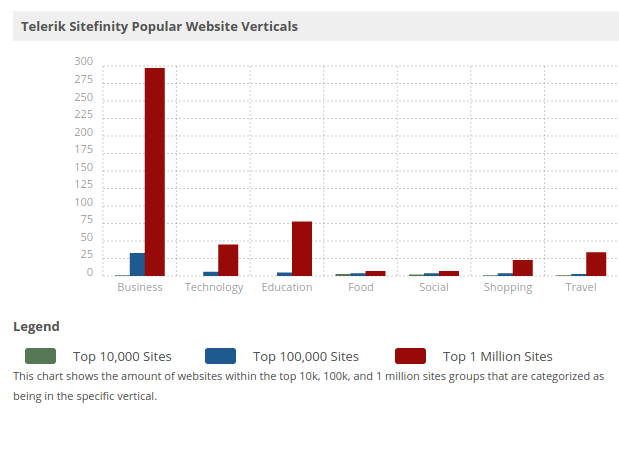 Telerik Sitefinity Popular Website Verticals
300
275
250
225
200
175
150
125
100
75
50
25
0
Business Technology Education Food Social Shopping Travel
Legend
Top 10,000 Sites Top 100,000 Sites Top 1 Million Sites
This chart shows the amount of websites within the top 10k, 100k, and 1 million sites groups that are categorized as
being in the specific vertical.